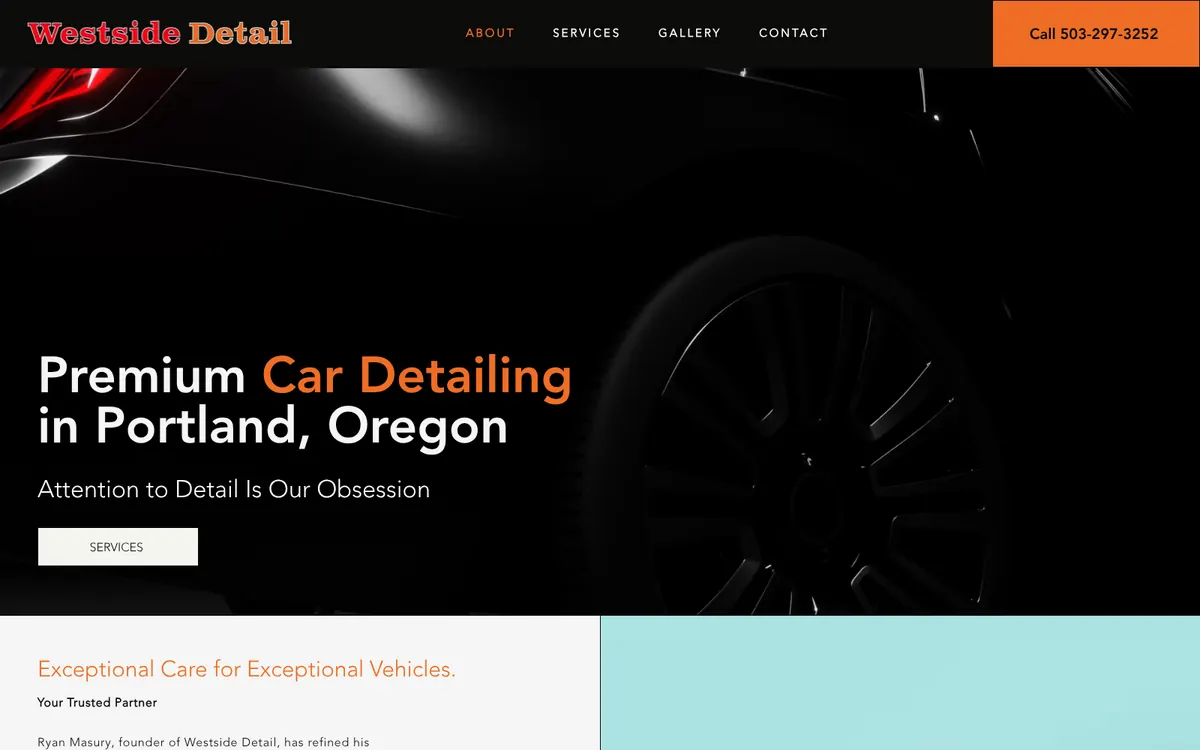 Westside Detail
ABOUT
SERVICES
GALLERY
CONTACT
Call 503-297-3252
Premium Car Detailing
in Portland, Oregon
Attention to Detail Is Our Obsession
SERVICES
Exceptional Care for Exceptional Vehicles.
Your Trusted Partner
Ryan Masury, founder of Westside Detail, has refined his